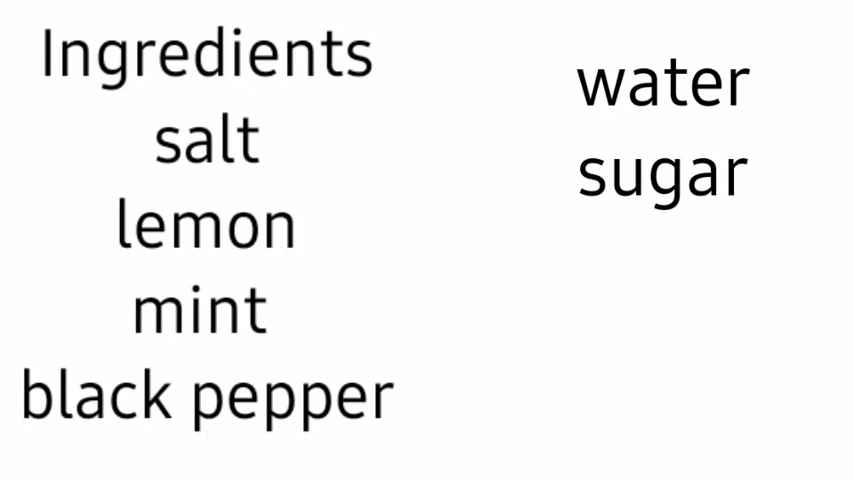 Ingredients
salt
lemon
mint
black pepper
water
sugar